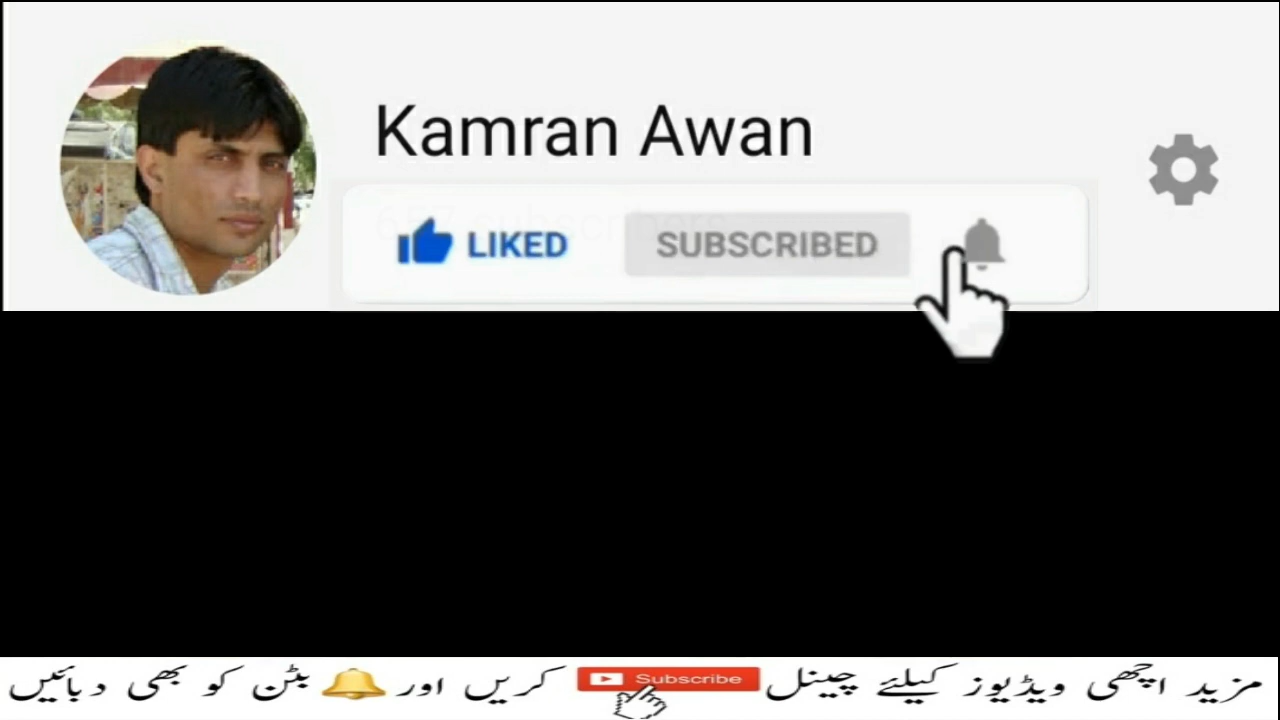 Kamran Awan
LIKED SUBSCRIBED
مزید اچھی ویڈیوز کیلئے چینل Subscribe کریں اور بٹن کو بھی دبائیں